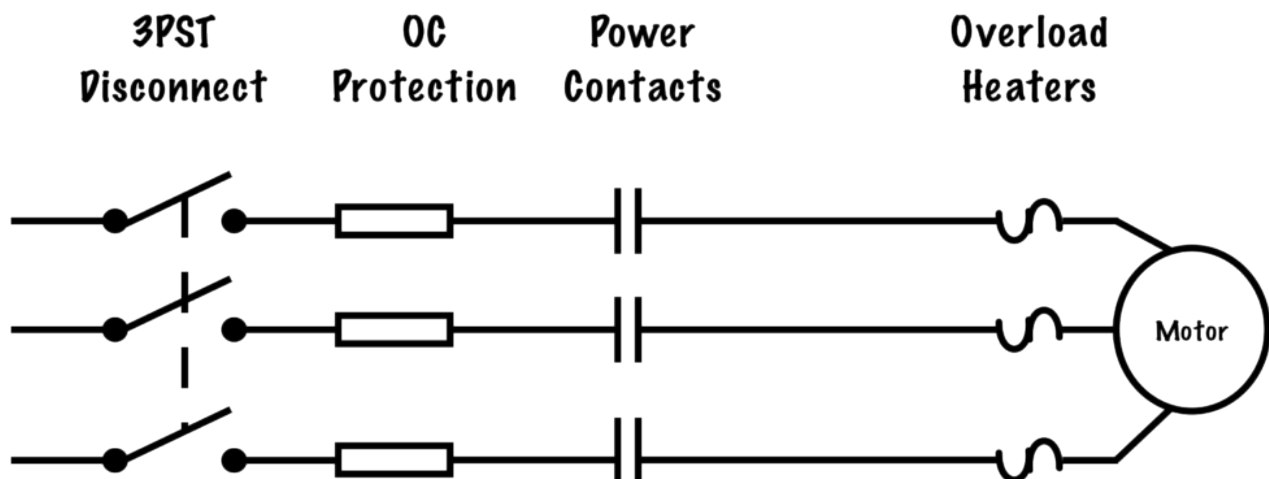 3PST
Disconnect
OC
Protection
Power
Contacts
Overload
Heaters
Motor